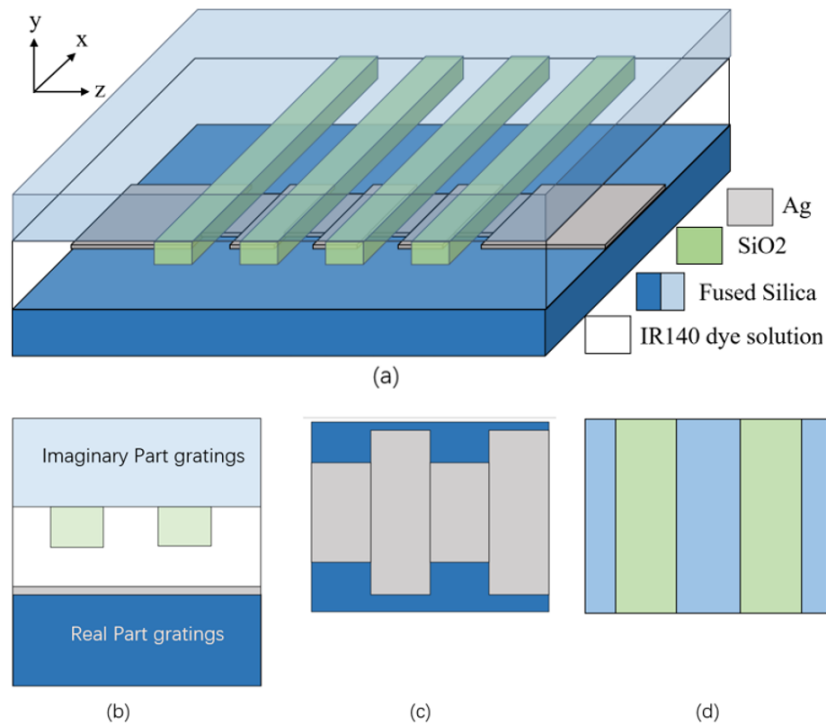 y
x
z
Ag
SiO2
Fused Silica
IR140 dye solution
(a)
Imaginary Part gratings
Real Part gratings
(b)
(c)
(d)